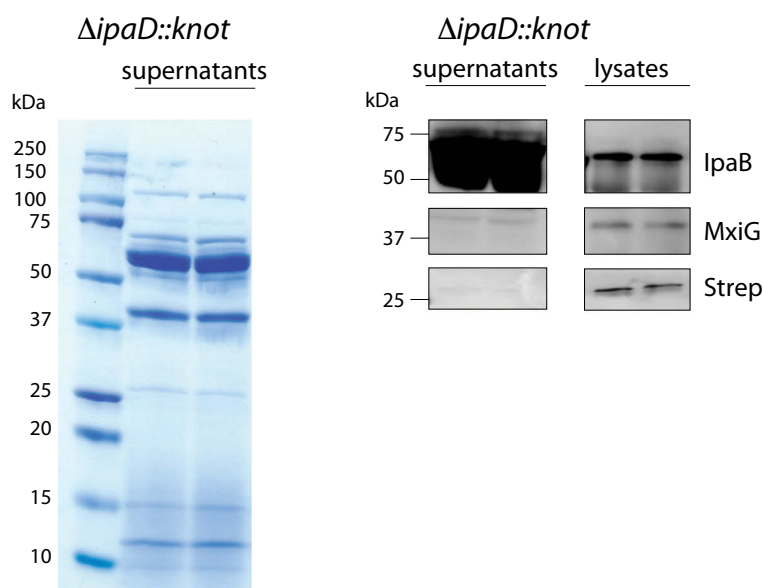 ΔipaD::knot
supernatants
kDa
250
150
100
75
50
37
25
20
15
10
ΔipaD::knot
supernatants lysates
kDa
75
50
IpaB
37
MxiG
25
Strep